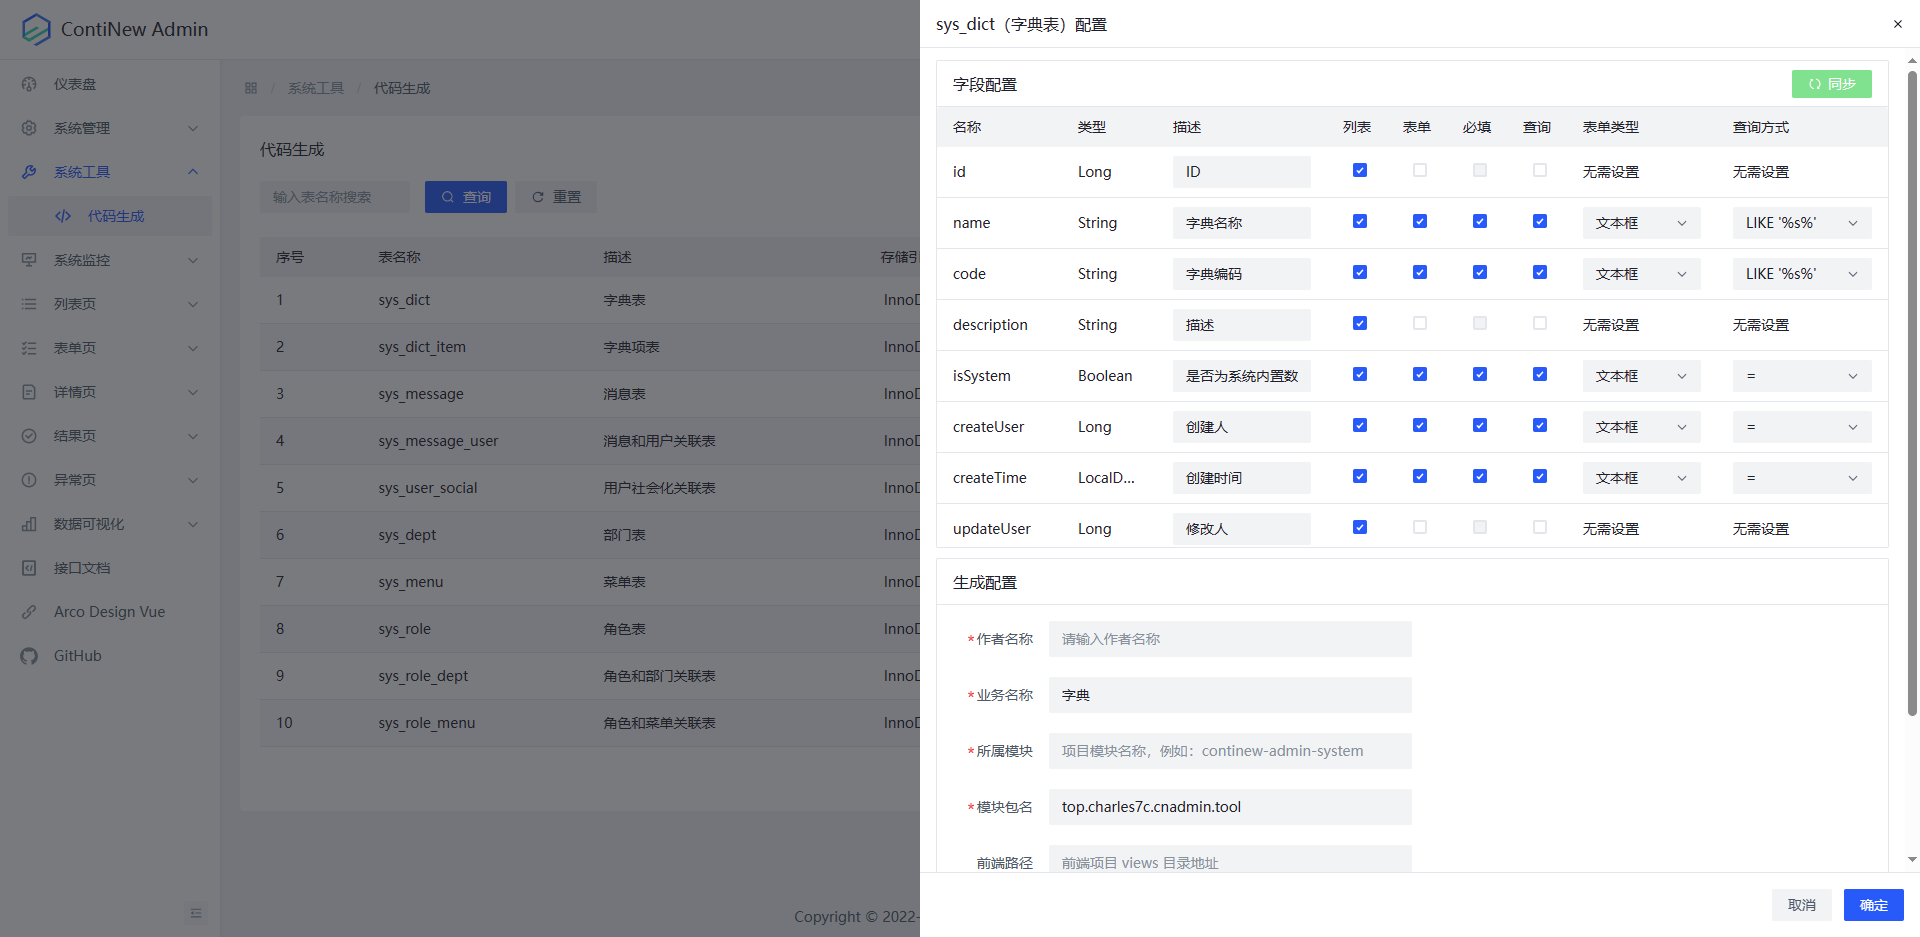 ContiNew Admin
仪表盘
系统管理
系统工具
代码生成
系统监控
列表页
表单页
详情页
结果页
异常页
数据可视化
接口文档
Arco Design Vue
GitHub
/ 系统工具 / 代码生成
代码生成
输入表名称搜索 查询 重置
序号 表名称 描述 存储引
1 sys_dict 字典表 InnoD
2 sys_dict_item 字典项表 InnoD
3 sys_message 消息表 InnoD
4 sys_message_user 消息和用户关联表 InnoD
5 sys_user_social 用户社会化关联表 InnoD
6 sys_dept 部门表 InnoD
7 sys_menu 菜单表 InnoD
8 sys_role 角色表 InnoD
9 sys_role_dept 角色和部门关联表 InnoD
10 sys_role_menu 角色和菜单关联表 InnoD
Copyright © 2022-
sys_dict（字典表）配置
字段配置 同步
名称 类型 描述 列表 表单 必填 查询 表单类型 查询方式
id Long ID 无需设置 无需设置
name String 字典名称 文本框 LIKE '%s%'
code String 字典编码 文本框 LIKE '%s%'
description String 描述 无需设置 无需设置
isSystem Boolean 是否为系统内置数 文本框 =
createUser Long 创建人 文本框 =
createTime LocalD... 创建时间 文本框 =
updateUser Long 修改人 无需设置 无需设置
生成配置
*作者名称 请输入作者名称
*业务名称 字典
*所属模块 项目模块名称，例如：continew-admin-system
*模块包名 top.charles7c.cnadmin.tool
前端路径 前端项目 views 目录地址
取消 确定